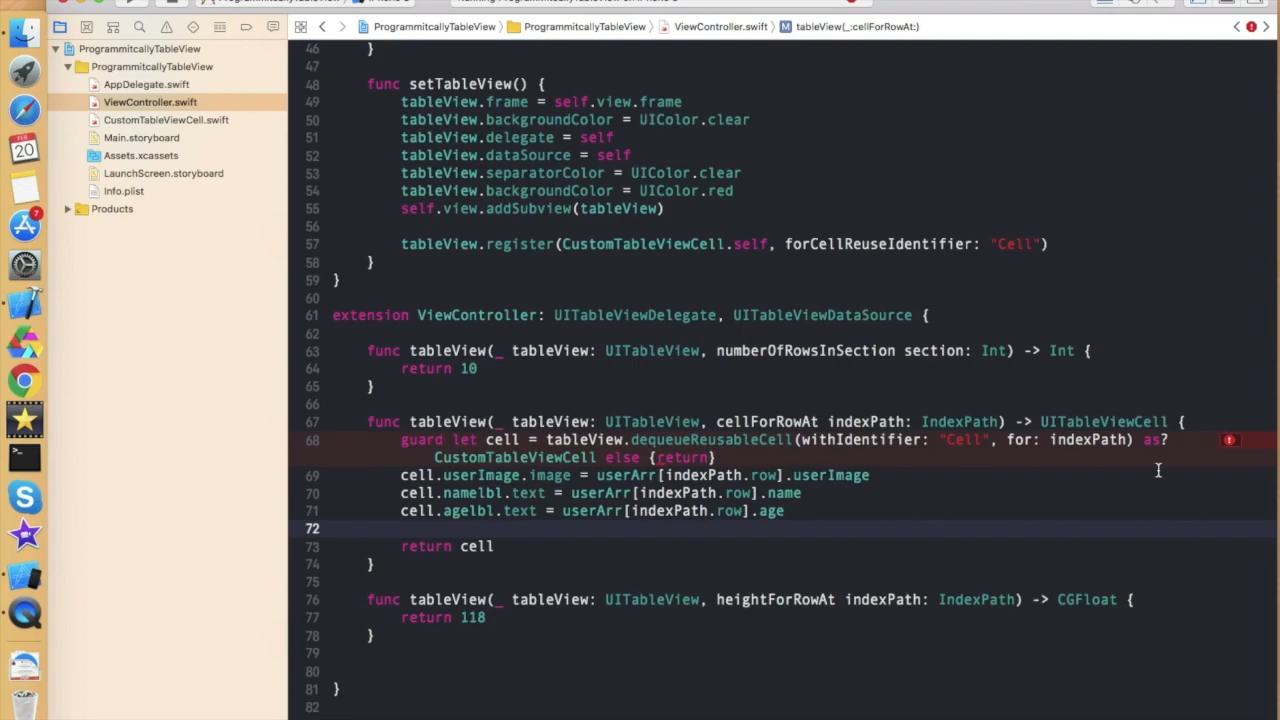 ProgrammitcallyTableView
ProgrammitcallyTableView
ViewController.swift
tableView(_:cellForRowAt:)
ProgrammitcallyTableView
ProgrammitcallyTableView
AppDelegate.swift
ViewController.swift
CustomTableViewCell.swift
Main.storyboard
Assets.xcassets
LaunchScreen.storyboard
Info.plist
Products
FEB
20
7
46 }
47
48 func setTableView() {
49 tableView.frame = self.view.frame
50 tableView.backgroundColor = UIColor.clear
51 tableView.delegate = self
52 tableView.dataSource = self
53 tableView.separatorColor = UIColor.clear
54 tableView.backgroundColor = UIColor.red
55 self.view.addSubview(tableView)
56
57 tableView.register(CustomTableViewCell.self, forCellReuseIdentifier: "Cell")
58 }
59 }
60
61 extension ViewController: UITableViewDelegate, UITableViewDataSource {
62
63 func tableView(_ tableView: UITableView, numberOfRowsInSection section: Int) -> Int {
64 return 10
65 }
66
67 func tableView(_ tableView: UITableView, cellForRowAt indexPath: IndexPath) -> UITableViewCell {
68 guard let cell = tableView.dequeueReusableCell(withIdentifier: "Cell", for: indexPath) as?
CustomTableViewCell else {return}
69 cell.userImage.image = userArr[indexPath.row].userImage
70 cell.namelbl.text = userArr[indexPath.row].name
71 cell.agelbl.text = userArr[indexPath.row].age
72
73 return cell
74 }
75
76 func tableView(_ tableView: UITableView, heightForRowAt indexPath: IndexPath) -> CGFloat {
77 return 118
78 }
79
80
81 }
82